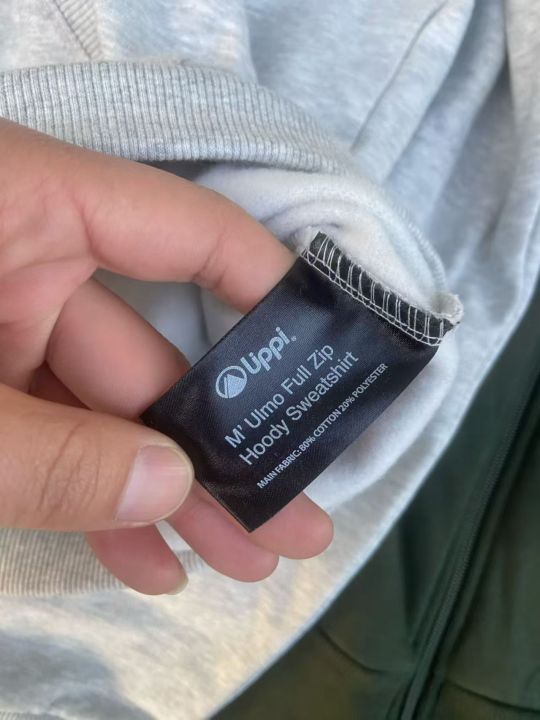 lippi®
M' Ulmo Full Zip
Hoody Sweatshirt
MAIN FABRIC: 80% COTTON 20% POLYESTER